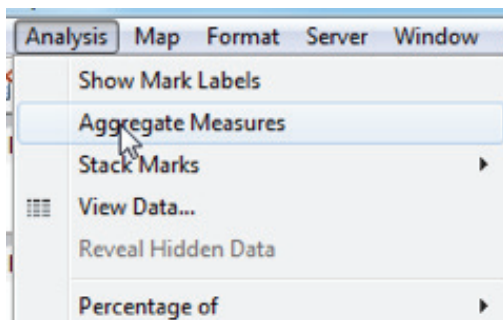 Analysis Map Format Server Window
Show Mark Labels
Aggregate Measures
Stack Marks
View Data...
Reveal Hidden Data
Percentage of